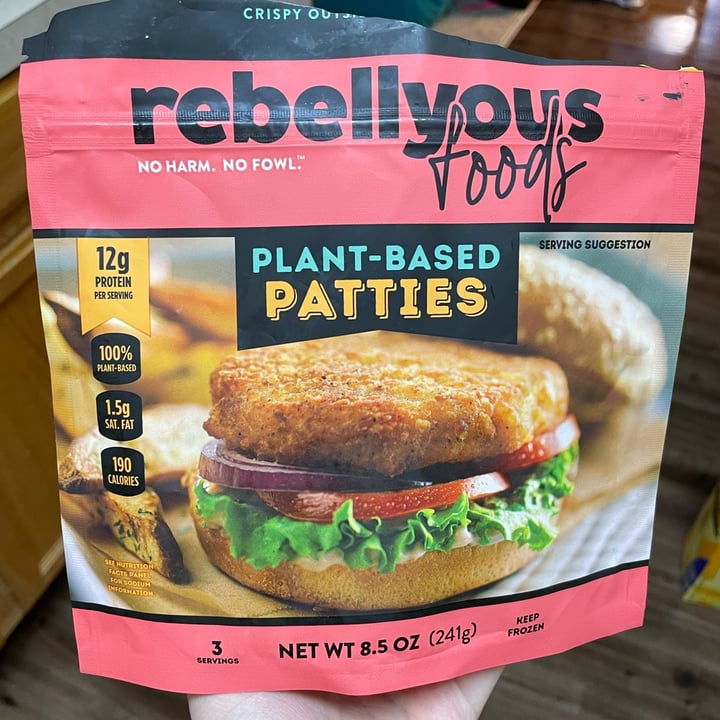 CRISPY
rebellyous
foods
NO HARM. NO FOWL.™
SERVING SUGGESTION
PLANT-BASED
PATTIES
12g
PROTEIN
PER SERVING
100%
PLANT-BASED
1.5g
SAT. FAT
190
CALORIES
SEE NUTRITION
FACTS PANEL
FOR SODIUM
INFORMATION
3
SERVINGS
NET WT 8.5 OZ (241g)
KEEP
FROZEN